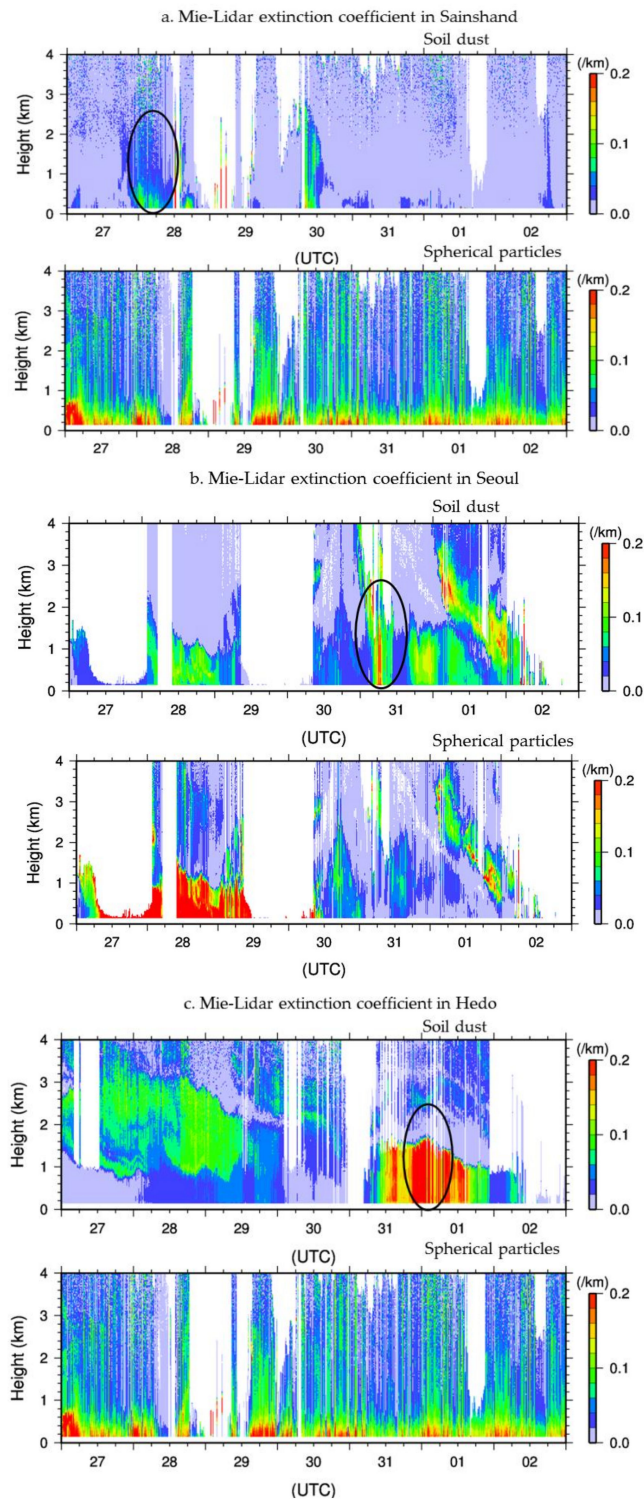 a. Mie-Lidar extinction coefficient in Sainshand
Soil dust
(/km)
Height (km)
4
3
2
1
0
0.2
0.1
0.0
27 28 29 30 31 01 02
(UTC)
Spherical particles
(/km)
Height (km)
4
3
2
1
0
0.2
0.1
0.0
27 28 29 30 31 01 02
b. Mie-Lidar extinction coefficient in Seoul
Soil dust
(/km)
Height (km)
4
3
2
1
0
0.2
0.1
0.0
27 28 29 30 31 01 02
(UTC)
Spherical particles
(/km)
Height (km)
4
3
2
1
0
0.2
0.1
0.0
27 28 29 30 31 01 02
(UTC)
c. Mie-Lidar extinction coefficient in Hedo
Soil dust
(/km)
Height (km)
4
3
2
1
0
0.2
0.1
0.0
27 28 29 30 31 01 02
(UTC)
Spherical particles
(/km)
Height (km)
4
3
2
1
0
0.2
0.1
0.0
27 28 29 30 31 01 02
(UTC)